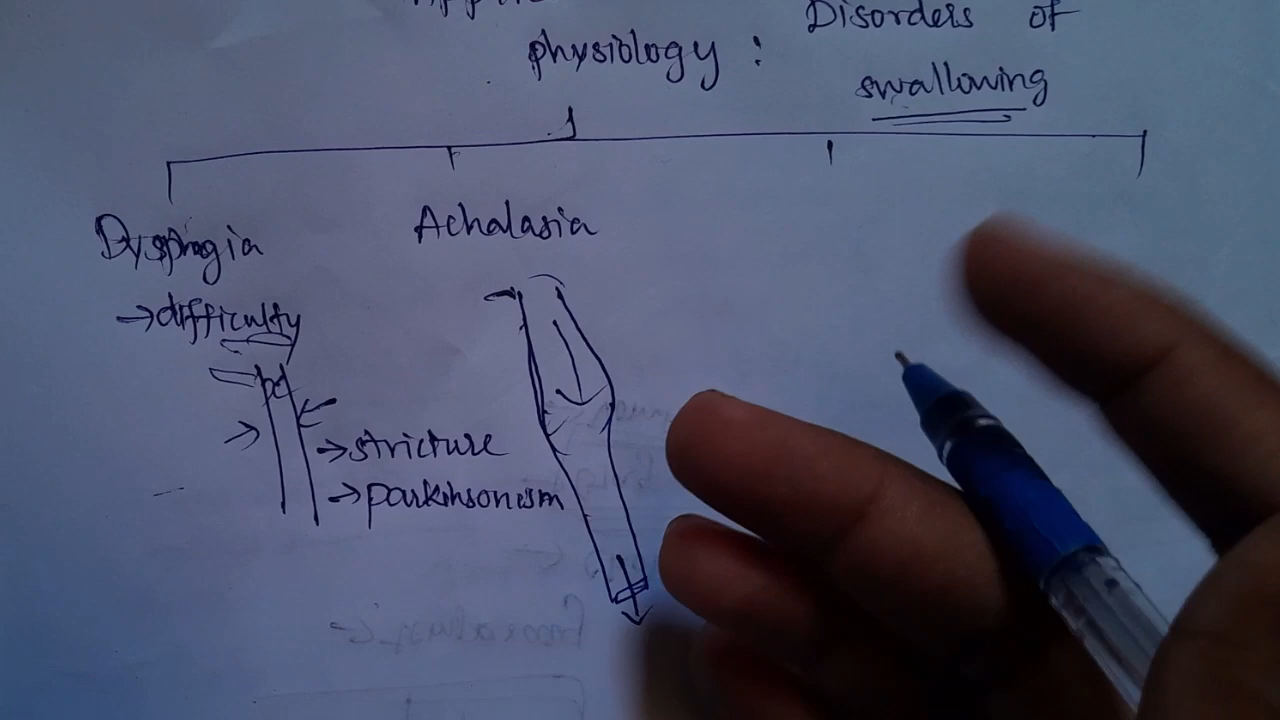 physiology : Disorders of
swallowing
Dysphagia
Achalasia
→difficulty
→stricture
→parkinsonism